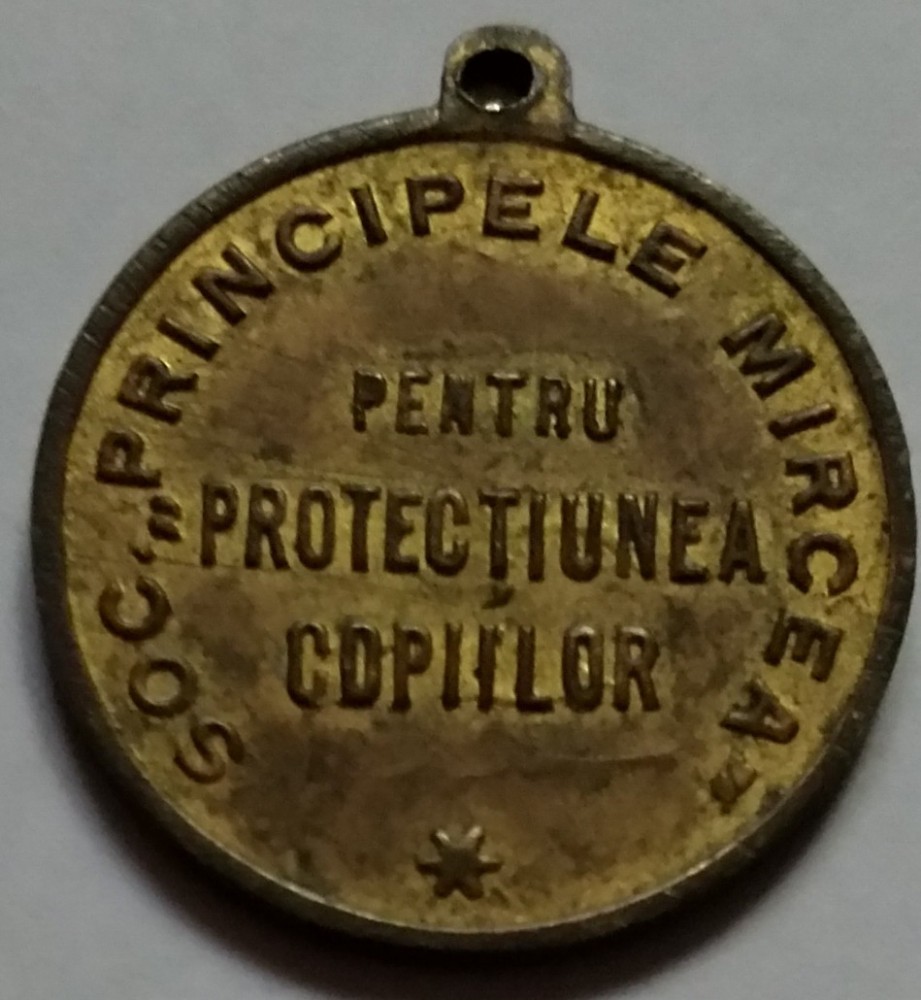 SOC. „PRINCIPELE MIRCEA”
PENTRU
PROTECȚIUNEA
COPIILOR